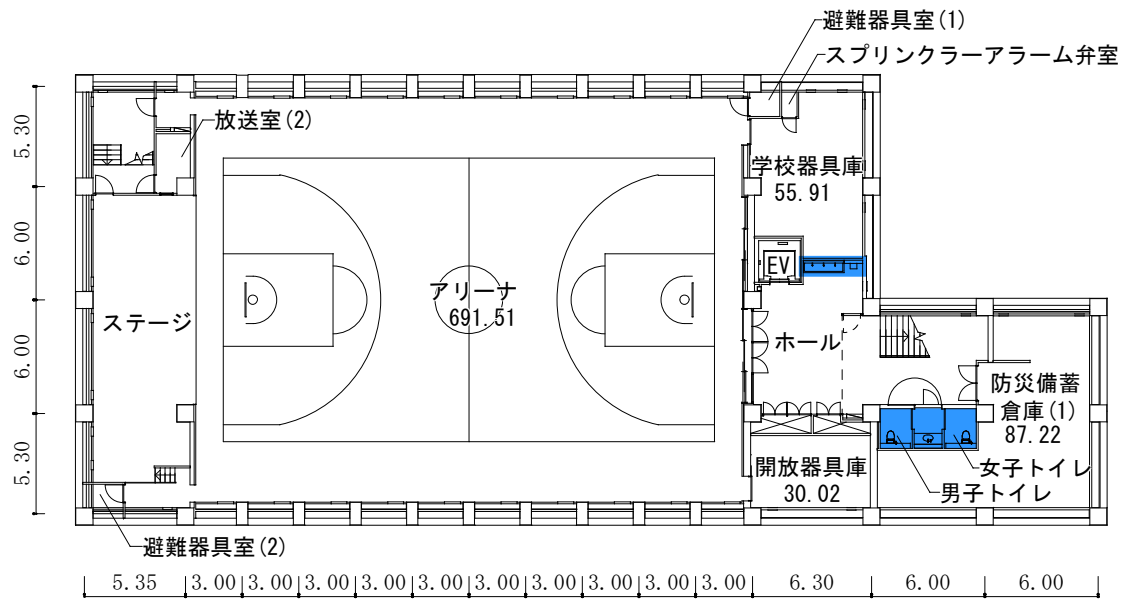 避難器具室(1)
スプリンクラーアラーム弁室
放送室(2)
学校器具庫
55.91
EV
アリーナ
691.51
ステージ
ホール
防災備蓄
倉庫(1)
87.22
開放器具庫
30.02
女子トイレ
男子トイレ
避難器具室(2)
5.30
6.00
6.00
5.30
5.35 3.00 3.00 3.00 3.00 3.00 3.00 3.00 3.00 3.00 3.00 6.30 6.00 6.00